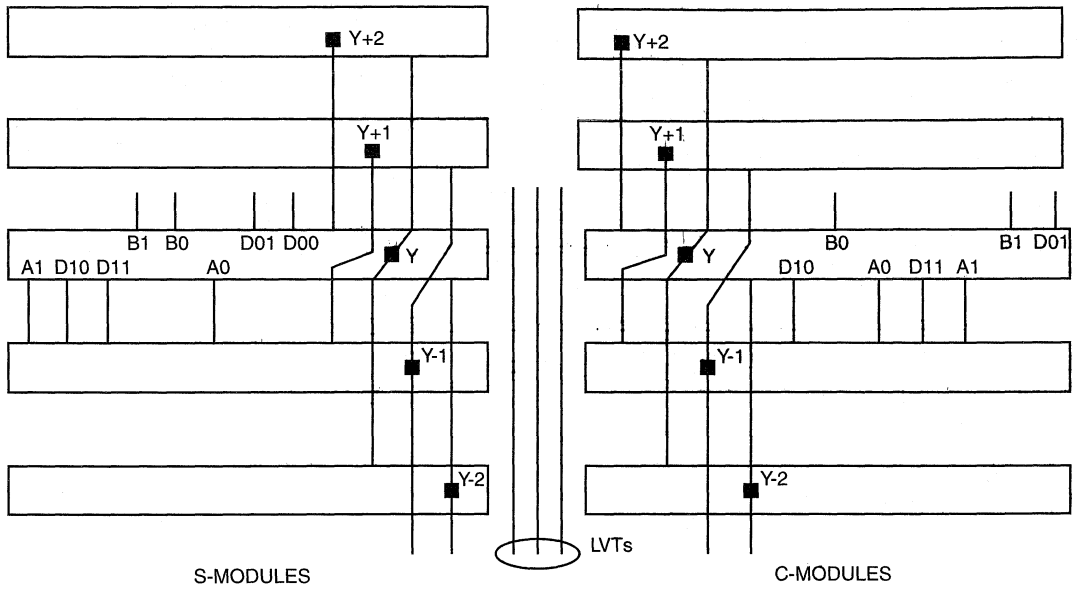 Y+2 Y+2
Y+1 Y+1
B1 B0 D01 D00 Y B0 B1 D01
A1 D10 D11 A0 Y D10 A0 D11 A1
Y-1 Y-1
Y-2 Y-2
LVTs
S-MODULES C-MODULES